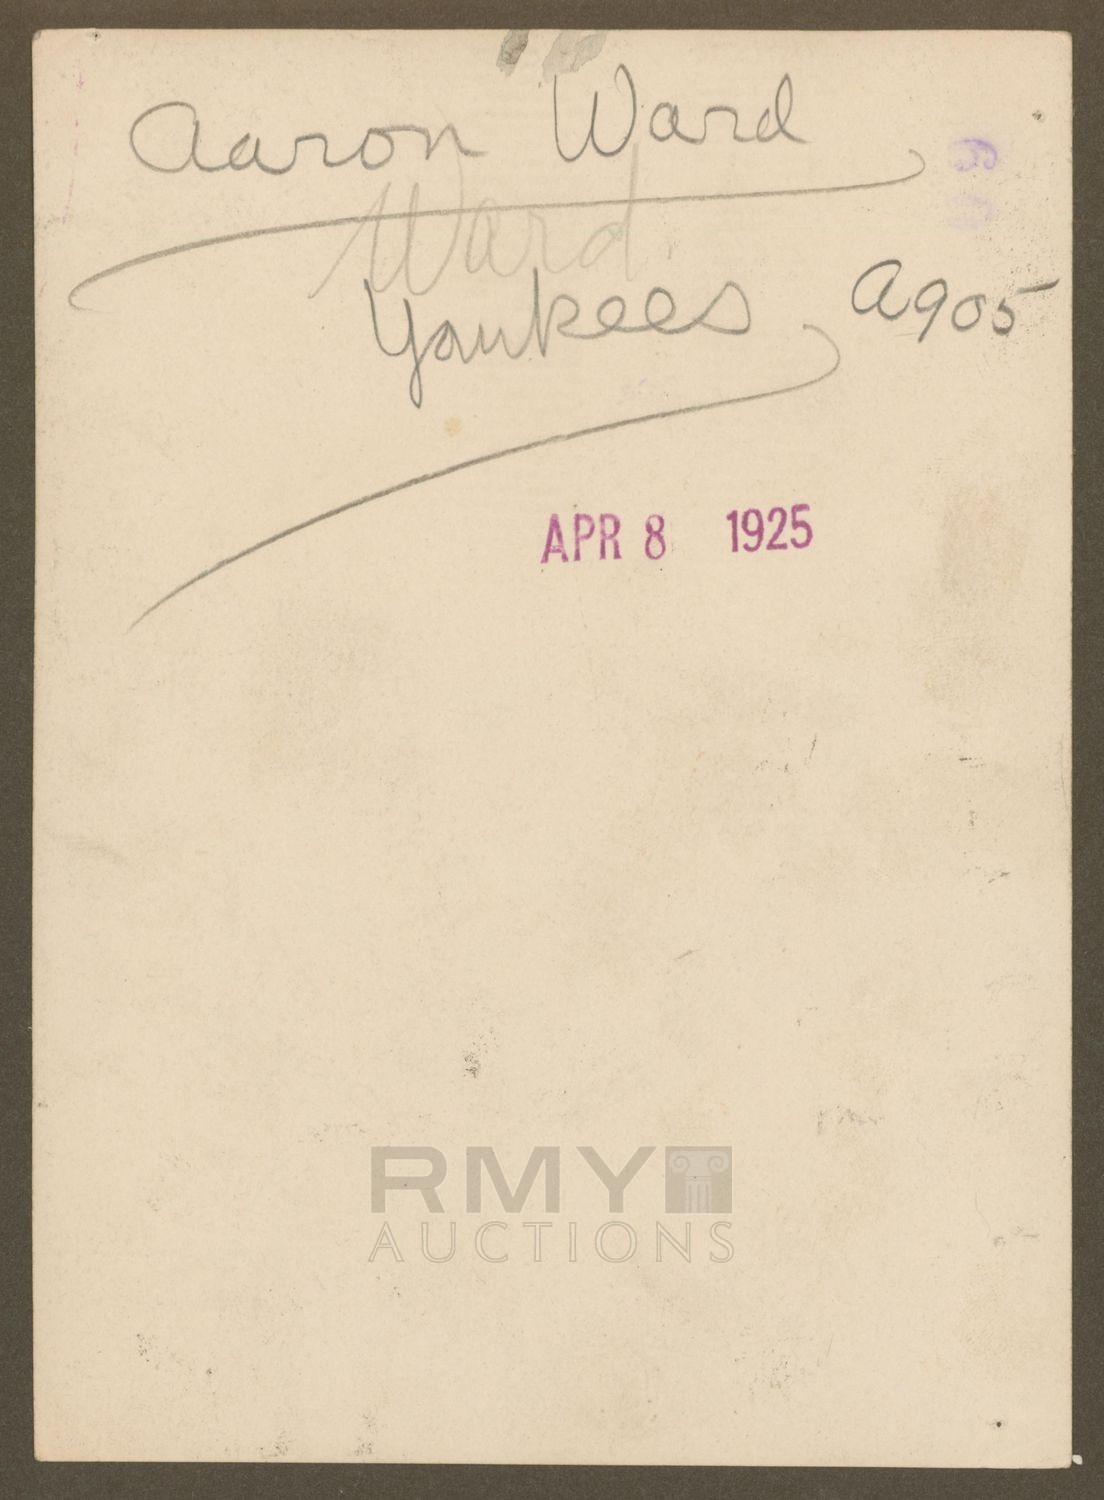 Aaron Ward
Ward
Yankees
A905
APR 8 1925
RMY
AUCTIONS